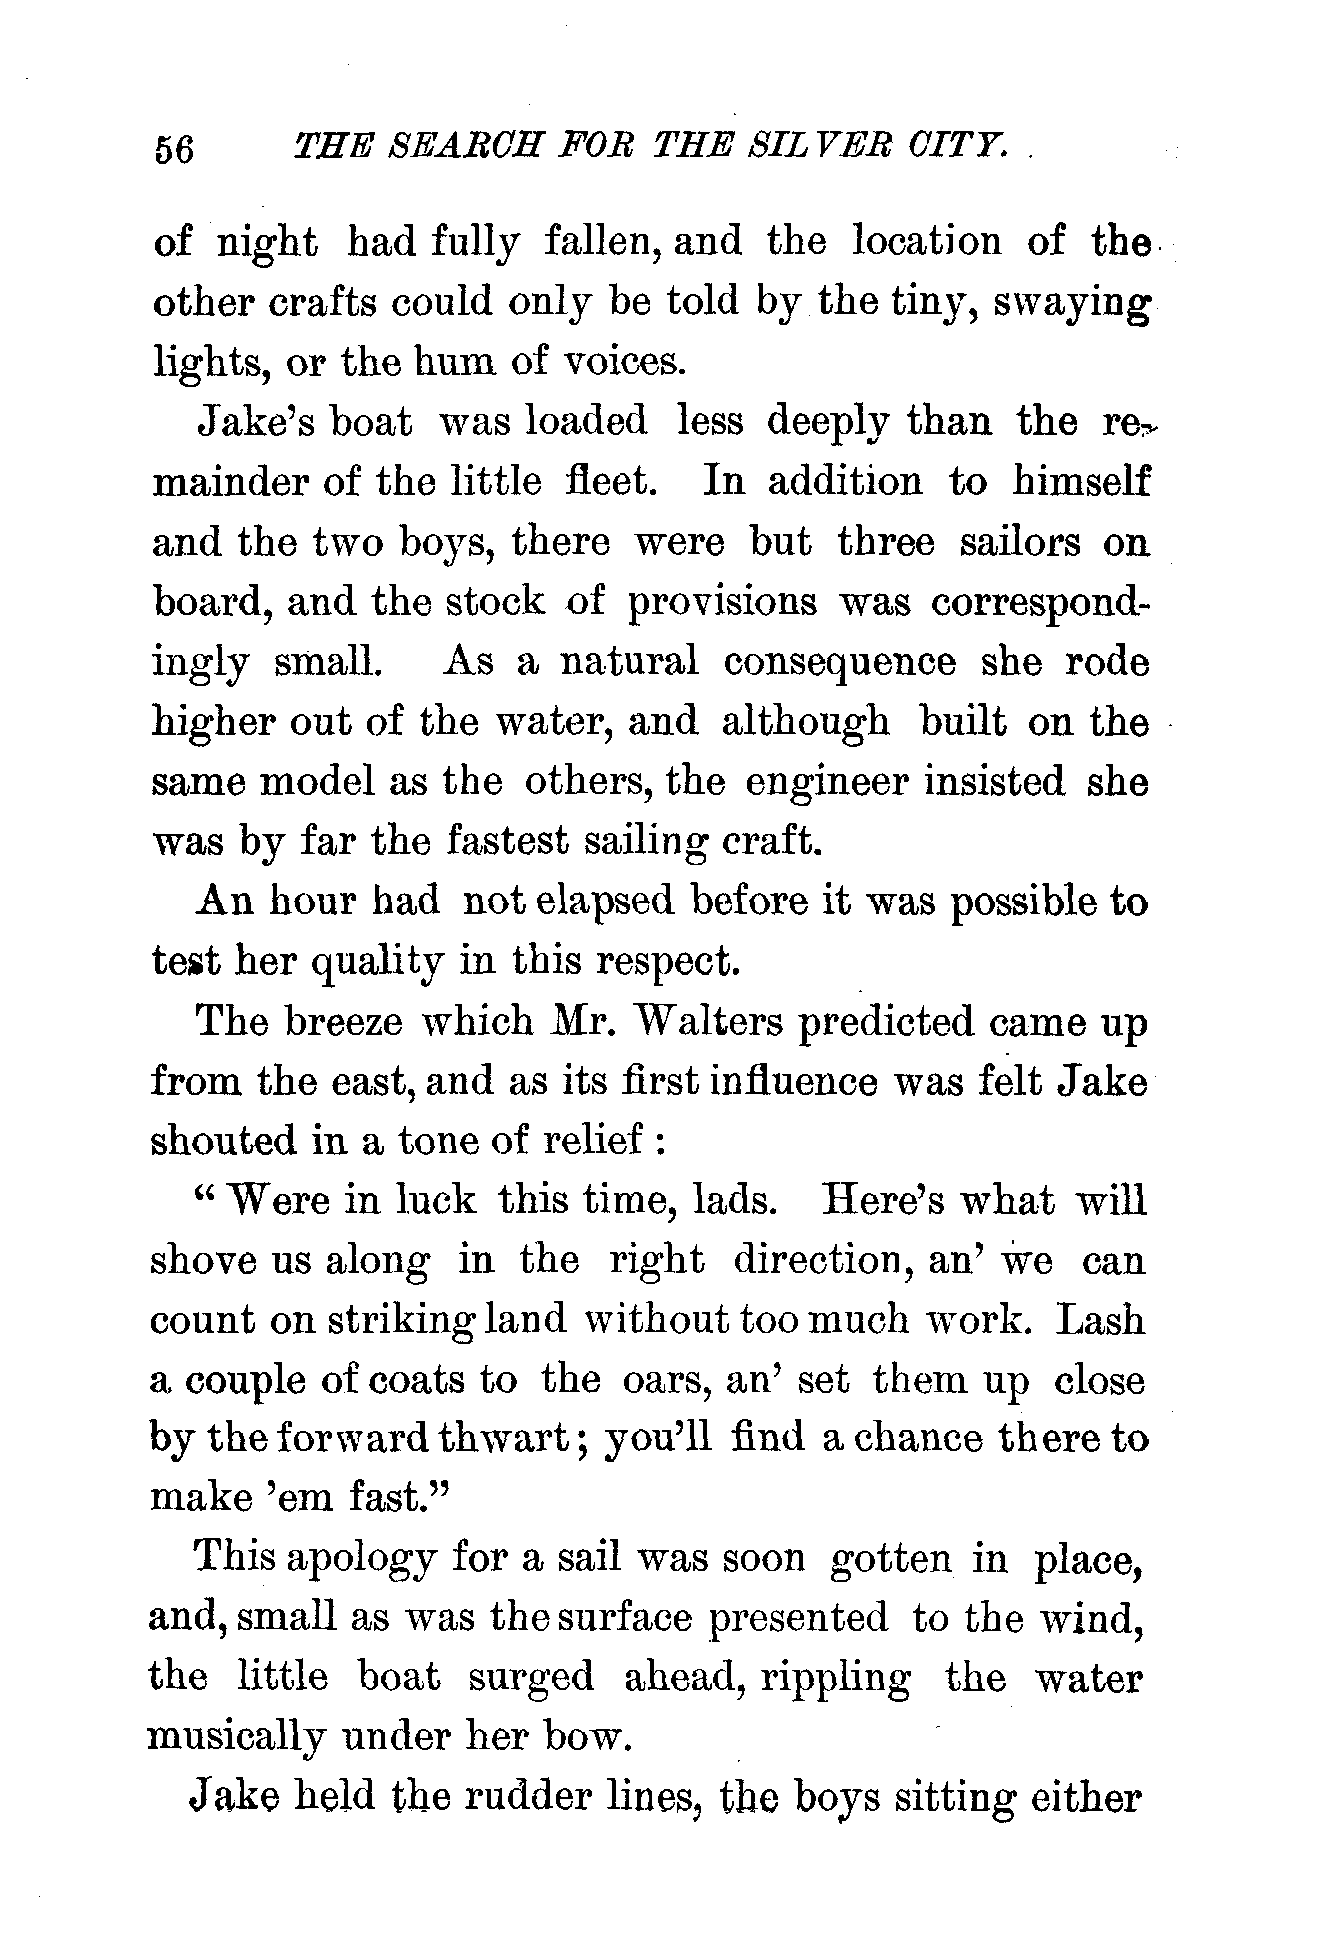 56 THE SEARCH FOR THE SILVER CITY.
of night had fully fallen, and the location of the
other crafts could only be told by the tiny, swaying
lights, or the hum of voices.
Jake's boat was loaded less deeply than the re-
mainder of the little fleet. In addition to himself
and the two boys, there were but three sailors on
board, and the stock of provisions was correspond-
ingly small. As a natural consequence she rode
higher out of the water, and although built on the
same model as the others, the engineer insisted she
was by far the fastest sailing craft.
An hour had not elapsed before it was possible to
test her quality in this respect.
The breeze which Mr. Walters predicted came up
from the east, and as its first influence was felt Jake
shouted in a tone of relief :
“ Were in luck this time, lads. Here's what will
shove us along in the right direction, an' we can
count on striking land without too much work. Lash
a couple of coats to the oars, an' set them up close
by the forward thwart; you'll find a chance there to
make 'em fast.”
This apology for a sail was soon gotten in place,
and, small as was the surface presented to the wind,
the little boat surged ahead, rippling the water
musically under her bow.
Jake held the rudder lines, the boys sitting either